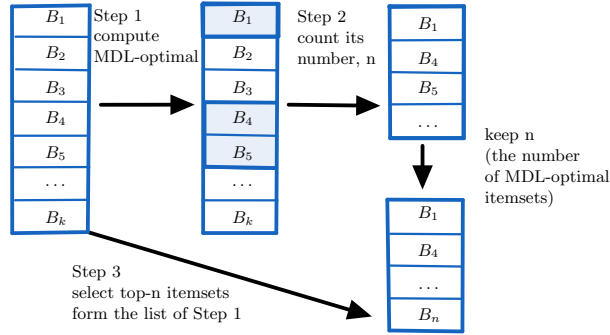 B1
B2
B3
B4
B5
...
Bk
Step 1
compute
MDL-optimal
B1
B2
B3
B4
B5
...
Bk
Step 2
count its
number, n
B1
B4
B5
...
keep n
(the number
of MDL-optimal
itemsets)
B1
B4
...
Bn
Step 3
select top-n itemsets
form the list of Step 1